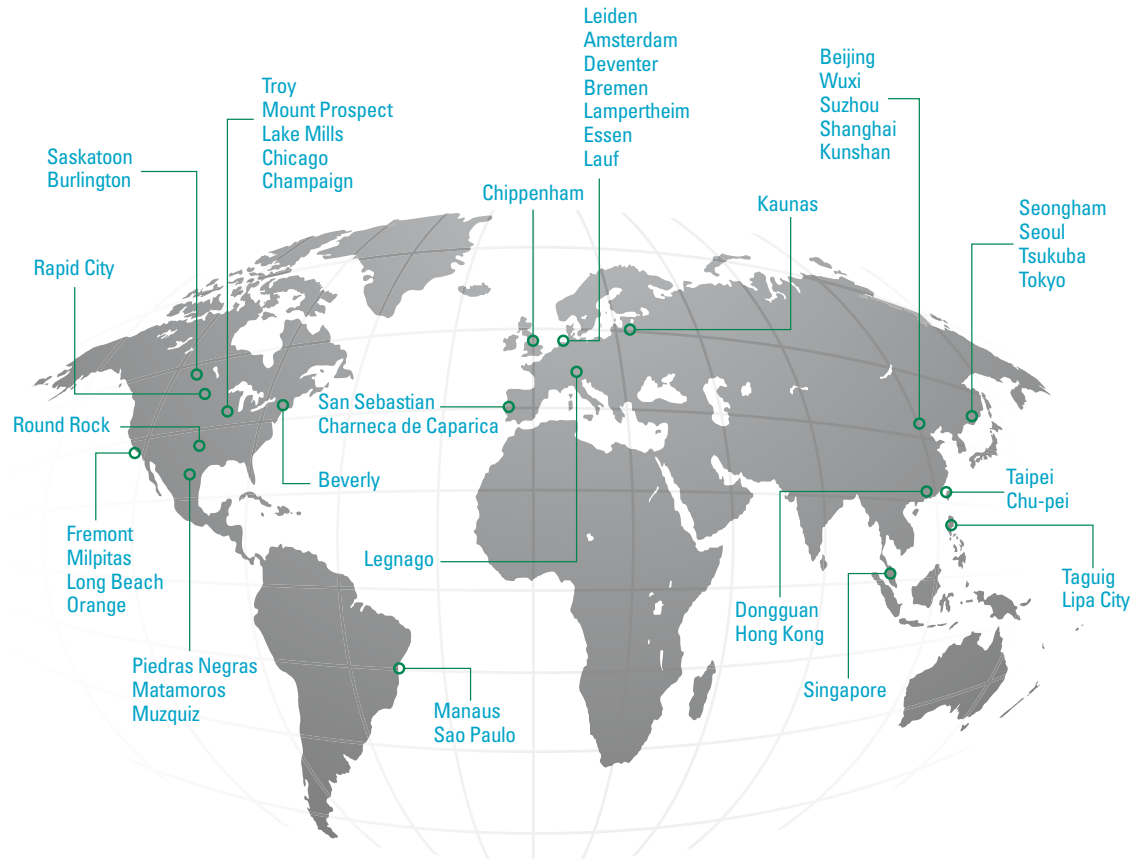 Leiden
Amsterdam
Deventer
Bremen
Lampertheim
Essen
Lauf
Beijing
Wuxi
Suzhou
Shanghai
Kunshan
Troy
Mount Prospect
Lake Mills
Chicago
Champaign
Saskatoon
Burlington
Chippenham
Kaunas
Seongham
Seoul
Tsukuba
Tokyo
Rapid City
San Sebastian
Charneca de Caparica
Round Rock
Beverly
Taipei
Chu-pei
Fremont
Milpitas
Long Beach
Orange
Legnago
Taguig
Lipa City
Dongguan
Hong Kong
Piedras Negras
Matamoros
Muzquiz
Singapore
Manaus
Sao Paulo